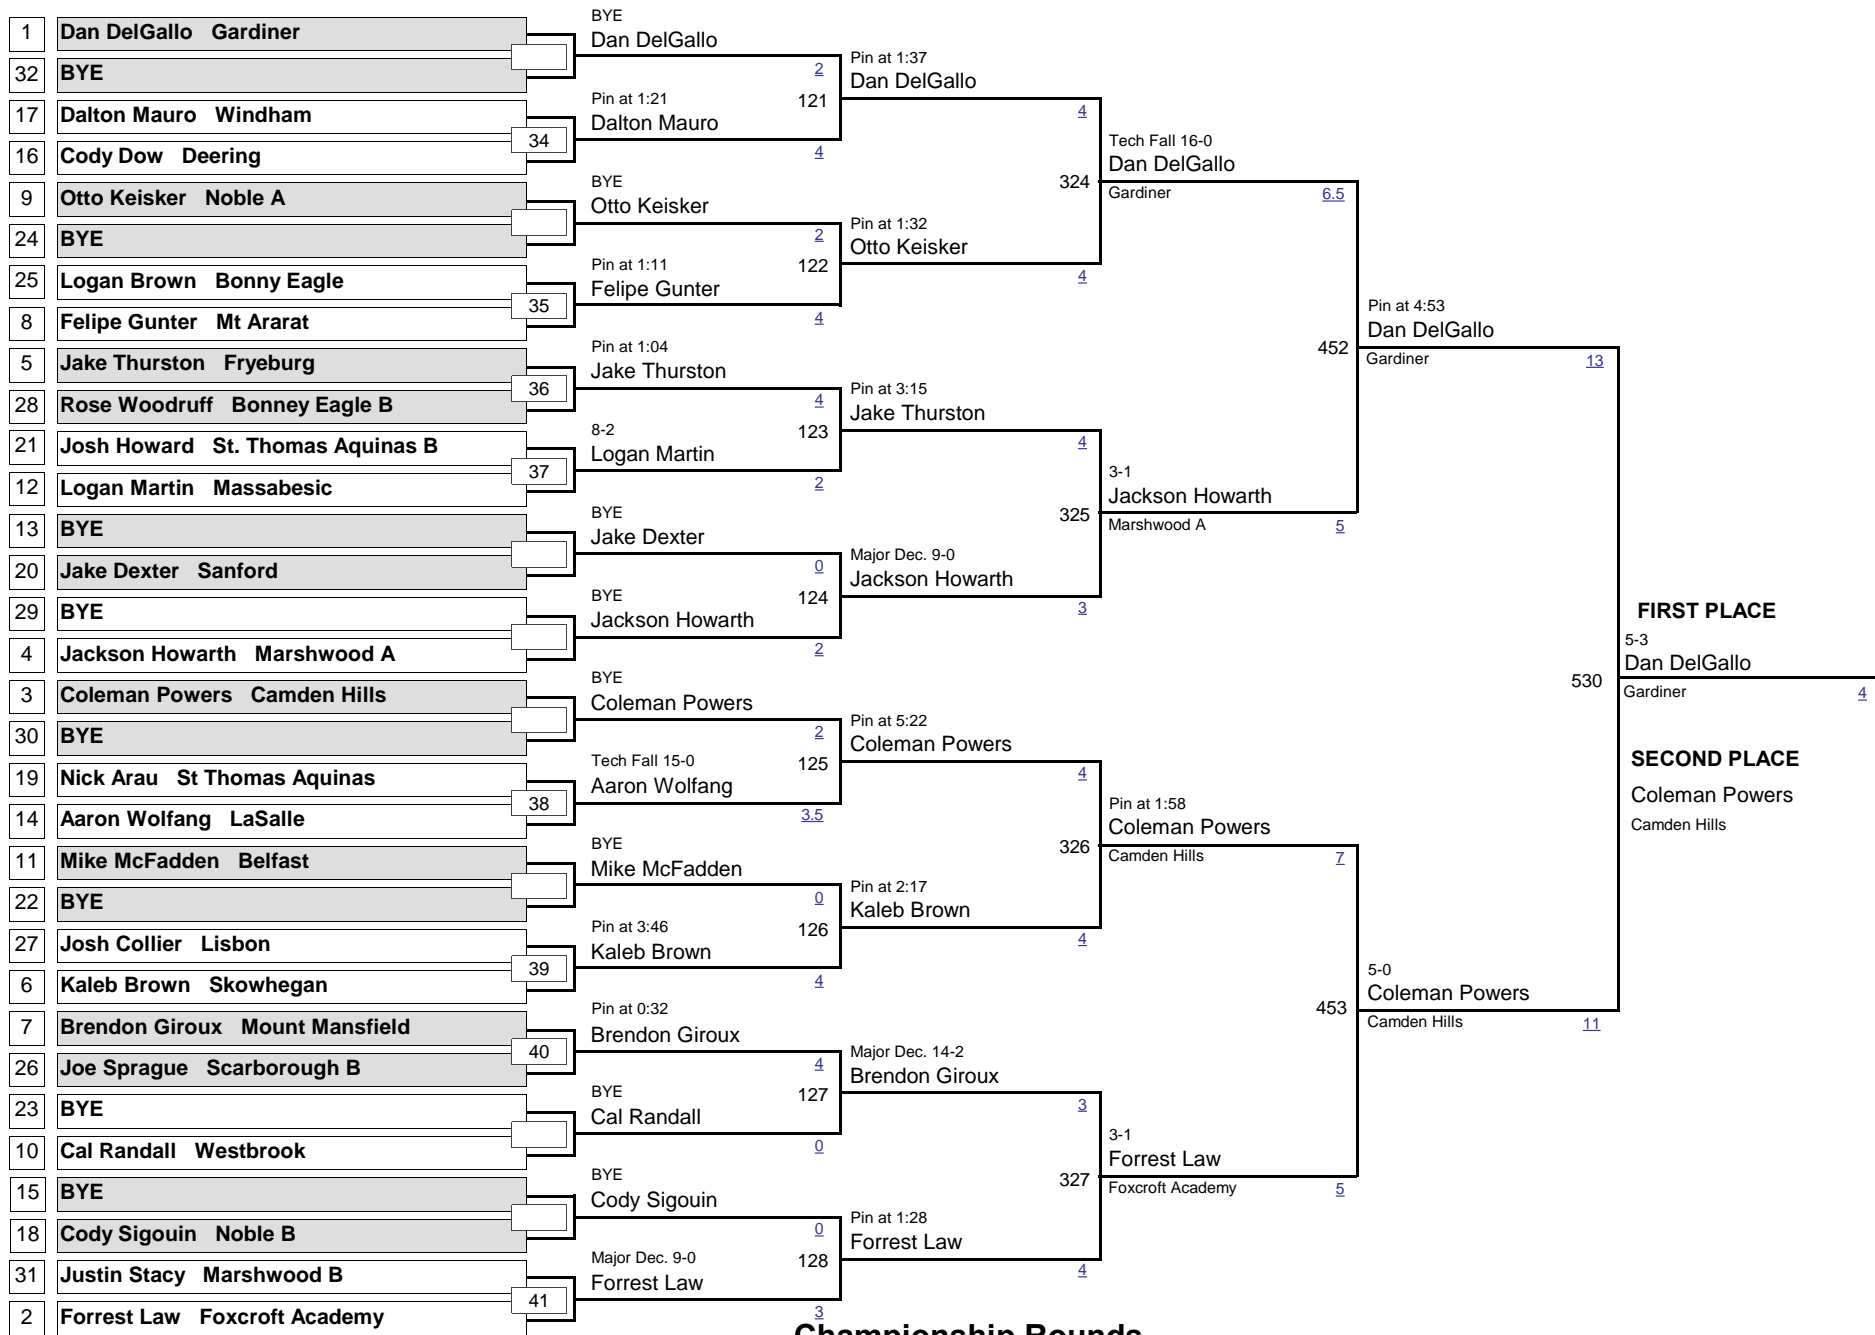 1 Dan DelGallo Gardiner
32 BYE
17 Dalton Mauro Windham
34
16 Cody Dow Deering
9 Otto Keisker Noble A
24 BYE
25 Logan Brown Bonny Eagle
35
8 Felipe Gunter Mt Ararat
5 Jake Thurston Fryeburg
36
28 Rose Woodruff Bonney Eagle B
21 Josh Howard St. Thomas Aquinas B
37
12 Logan Martin Massabesic
13 BYE
20 Jake Dexter Sanford
29 BYE
4 Jackson Howarth Marshwood A
3 Coleman Powers Camden Hills
30 BYE
19 Nick Arau St Thomas Aquinas
38
14 Aaron Wolfang LaSalle
11 Mike McFadden Belfast
22 BYE
27 Josh Collier Lisbon
39
6 Kaleb Brown Skowhegan
7 Brendon Giroux Mount Mansfield
40
26 Joe Sprague Scarborough B
23 BYE
10 Cal Randall Westbrook
15 BYE
18 Cody Sigouin Noble B
31 Justin Stacy Marshwood B
41
2 Forrest Law Foxcroft Academy
BYE
Dan DelGallo
2
121
Pin at 1:21
Dalton Mauro
4
BYE
Otto Keisker
2
122
Pin at 1:11
Felipe Gunter
4
Pin at 1:04
Jake Thurston
4
123
8-2
Logan Martin
2
BYE
Jake Dexter
0
124
BYE
Jackson Howarth
2
BYE
Coleman Powers
2
125
Tech Fall 15-0
Aaron Wolfang
3.5
BYE
Mike McFadden
0
126
Pin at 3:46
Kaleb Brown
4
Pin at 0:32
Brendon Giroux
4
127
BYE
Cal Randall
0
BYE
Cody Sigouin
0
128
Major Dec. 9-0
Forrest Law
3
Pin at 1:37
Dan DelGallo
4
324
Pin at 1:32
Otto Keisker
4
Pin at 3:15
Jake Thurston
4
325
Major Dec. 9-0
Jackson Howarth
3
Pin at 5:22
Coleman Powers
4
326
Pin at 2:17
Kaleb Brown
4
Major Dec. 14-2
Brendon Giroux
3
327
Pin at 1:28
Forrest Law
4
Tech Fall 16-0
Dan DelGallo
Gardiner 6.5
452
3-1
Jackson Howarth
Marshwood A 5
Pin at 1:58
Coleman Powers
Camden Hills 7
453
3-1
Forrest Law
Foxcroft Academy 5
Pin at 4:53
Dan DelGallo
Gardiner 13
530
5-0
Coleman Powers
Camden Hills 11
FIRST PLACE
5-3
Dan DelGallo
Gardiner 4
SECOND PLACE
Coleman Powers
Camden Hills
Championship Rounds